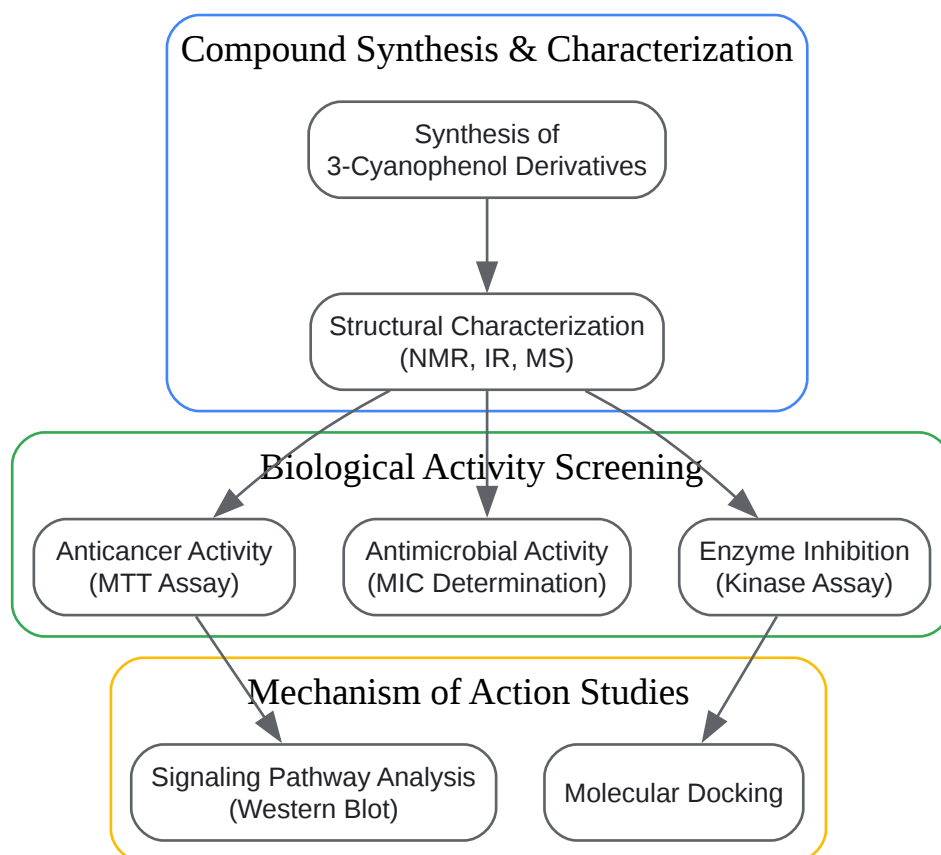 Compound Synthesis & Characterization
Synthesis of
3-Cyanophenol Derivatives
Structural Characterization
(NMR, IR, MS)
Biological Activity Screening
Anticancer Activity
(MTT Assay)
Antimicrobial Activity
(MIC Determination)
Enzyme Inhibition
(Kinase Assay)
Mechanism of Action Studies
Signaling Pathway Analysis
(Western Blot)
Molecular Docking